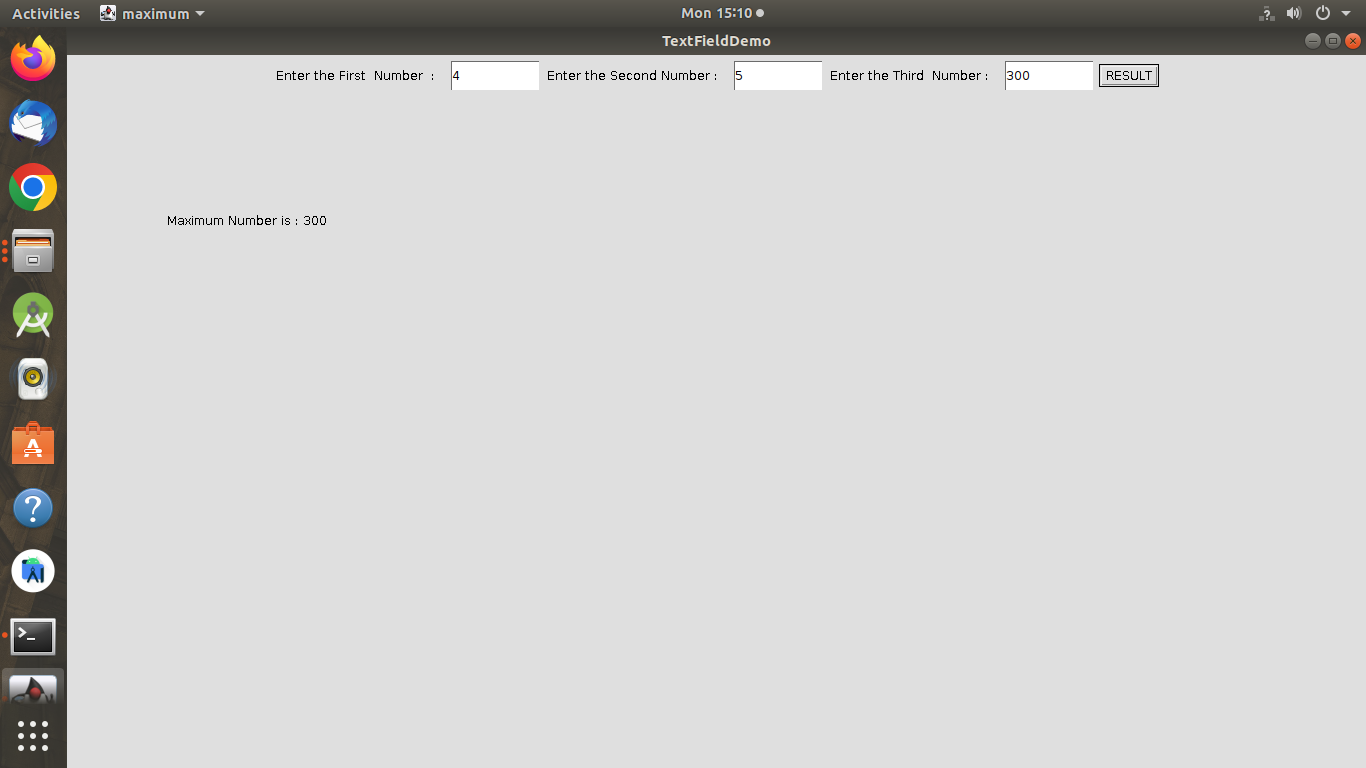 Activities maximum Mon 15:10
TextFieldDemo
Enter the First Number : 4 Enter the Second Number : 5 Enter the Third Number : 300 RESULT
Maximum Number is : 300